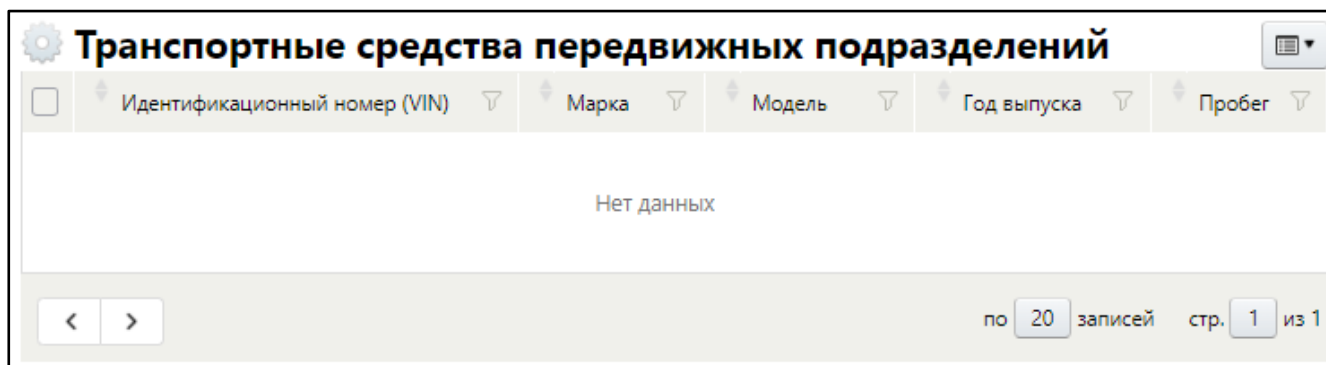 Транспортные средства передвижных подразделений
Идентификационный номер (VIN) Марка Модель Год выпуска Пробег
Нет данных
по 20 записей стр. 1 из 1